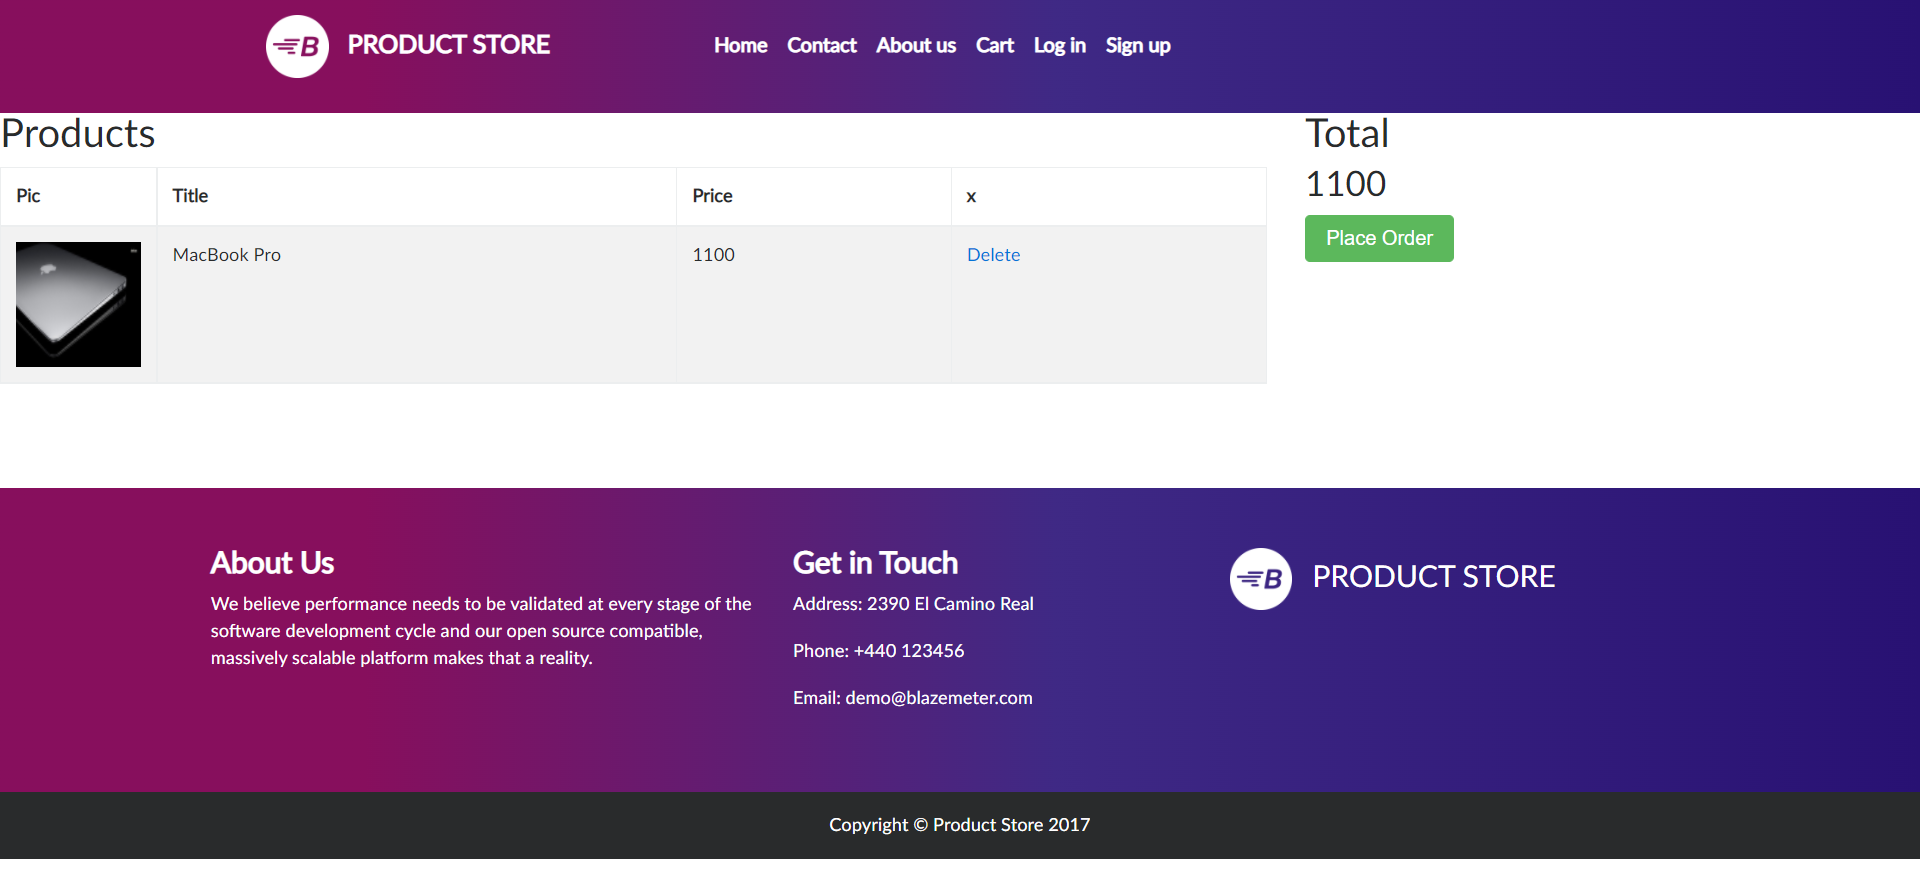 B PRODUCT STORE
Home Contact About us Cart Log in Sign up
Products
Pic Title Price x
MacBook Pro 1100 Delete
Total
1100
Place Order
About Us
We believe performance needs to be validated at every stage of the
software development cycle and our open source compatible,
massively scalable platform makes that a reality.
Get in Touch
Address: 2390 El Camino Real
Phone: +440 123456
Email: demo@blazemeter.com
B PRODUCT STORE
Copyright © Product Store 2017